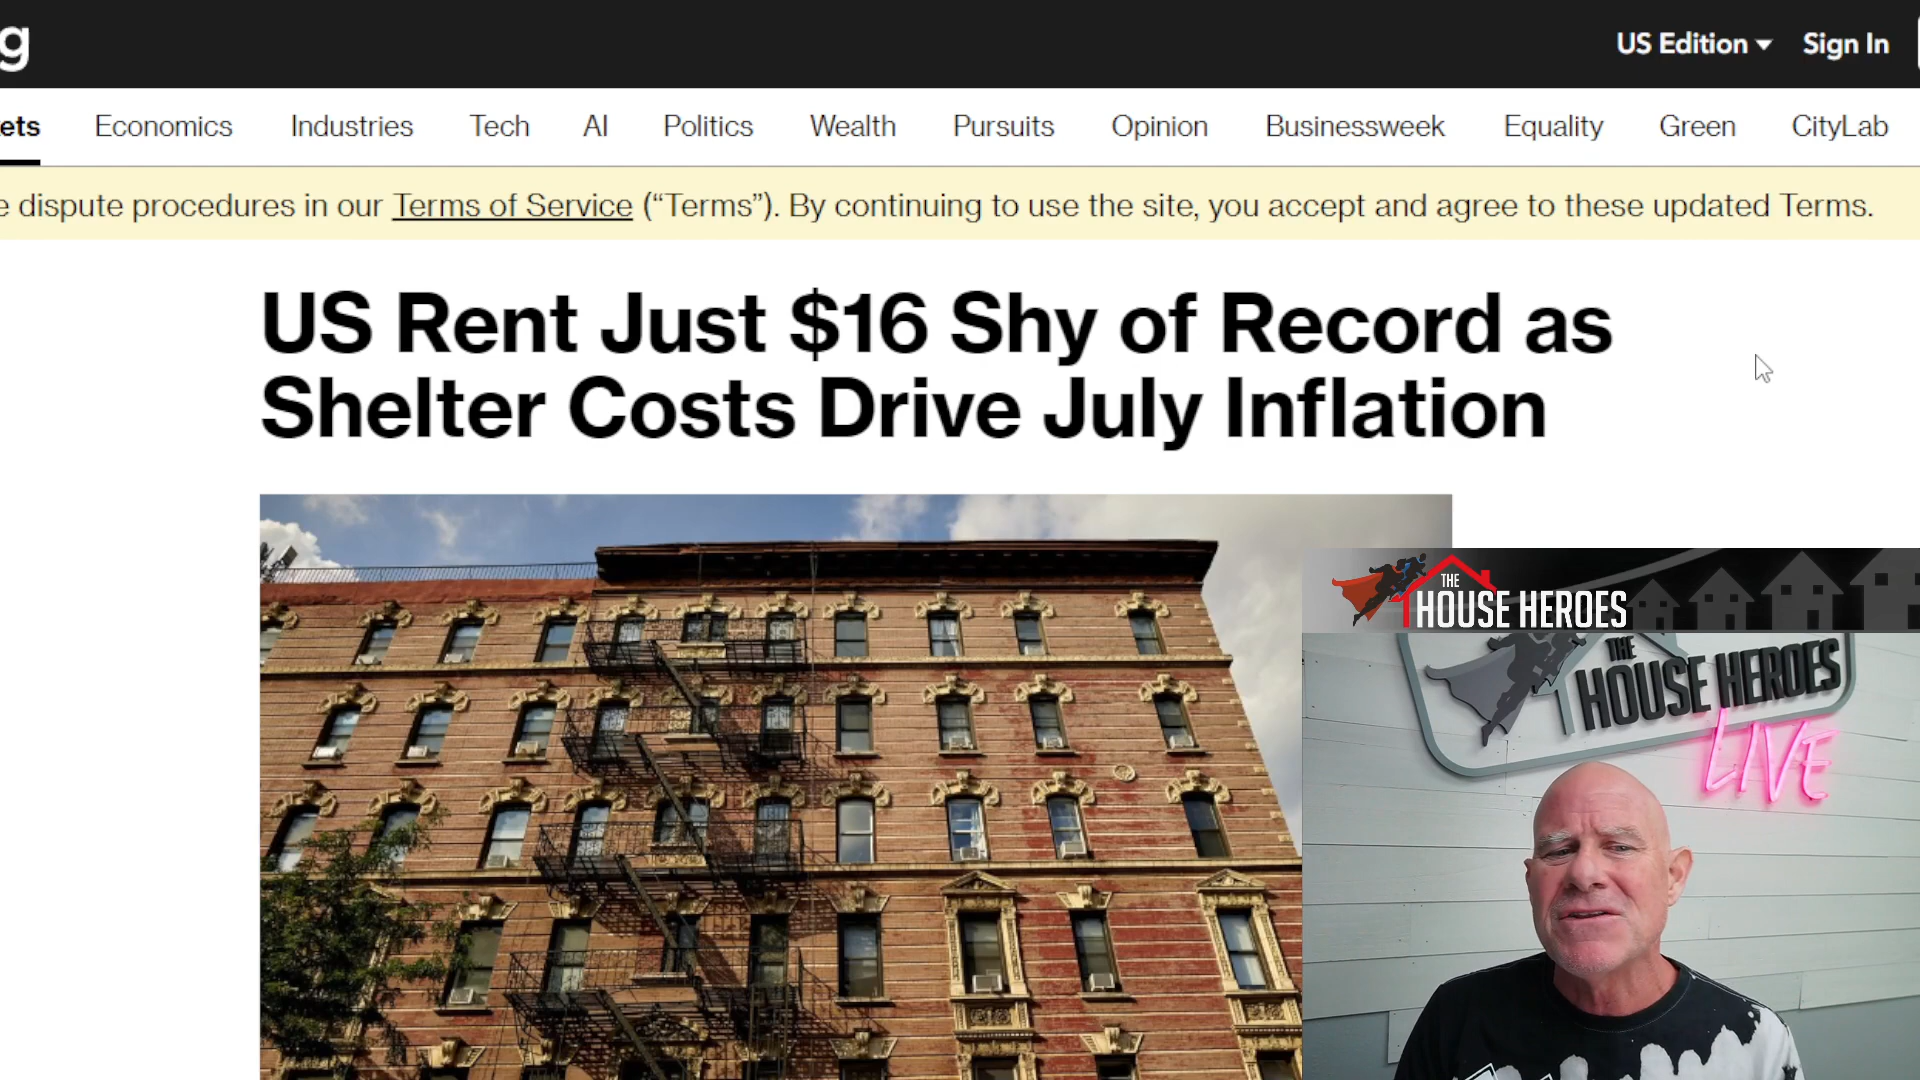 g
US Edition Sign In
ets Economics Industries Tech AI Politics Wealth Pursuits Opinion Businessweek Equality Green CityLab
e dispute procedures in our Terms of Service (“Terms”). By continuing to use the site, you accept and agree to these updated Terms.
US Rent Just $16 Shy of Record as
Shelter Costs Drive July Inflation
THE
HOUSE HEROES
THE
HOUSE HEROES
LIVE